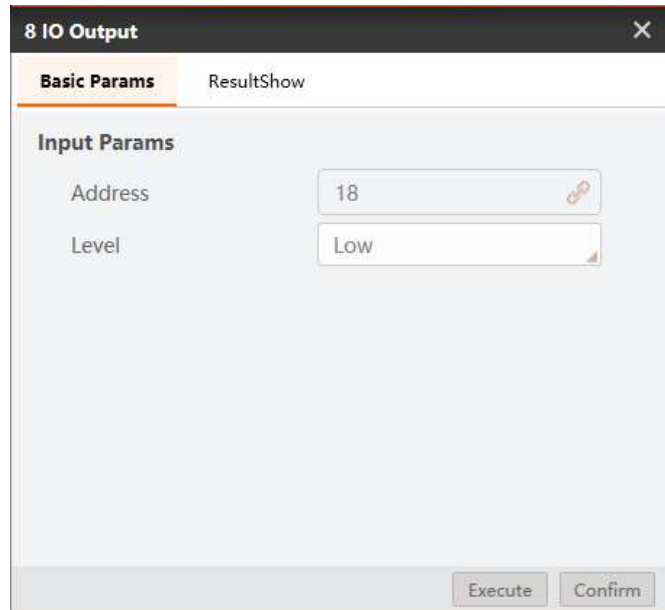 8 IO Output
Basic Params ResultShow
Input Params
Address 18
Level Low
Execute Confirm